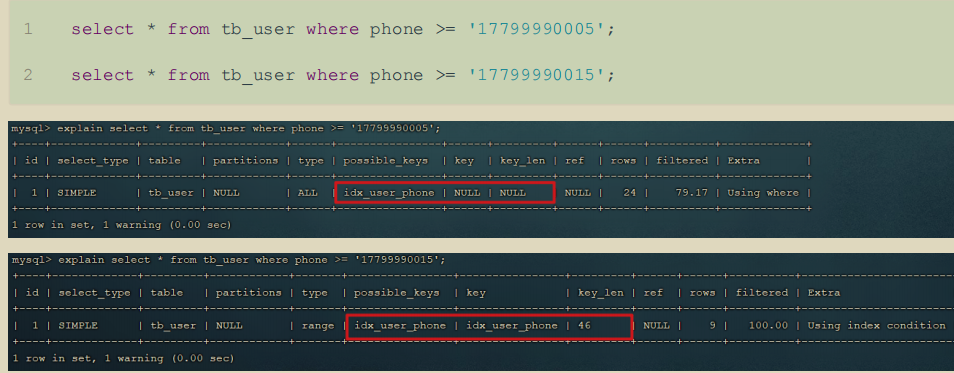 1 select * from tb_user where phone >= '17799990005';
2 select * from tb_user where phone >= '17799990015';
mysql> explain select * from tb_user where phone >= '17799990005';
+----+-------------+---------+------------+------+----------------+------+---------+------+------+----------+-------------+
| id | select_type | table | partitions | type | possible_keys | key | key_len | ref | rows | filtered | Extra |
+----+-------------+---------+------------+------+----------------+------+---------+------+------+----------+-------------+
| 1 | SIMPLE | tb_user | NULL | ALL | idx_user_phone | NULL | NULL | NULL | 24 | 79.17 | Using where |
+----+-------------+---------+------------+------+----------------+------+---------+------+------+----------+-------------+
1 row in set, 1 warning (0.00 sec)
mysql> explain select * from tb_user where phone >= '17799990015';
+----+-------------+---------+------------+-------+----------------+----------------+---------+------+------+----------+-----------------------
| id | select_type | table | partitions | type | possible_keys | key | key_len | ref | rows | filtered | Extra
+----+-------------+---------+------------+-------+----------------+----------------+---------+------+------+----------+-----------------------
| 1 | SIMPLE | tb_user | NULL | range | idx_user_phone | idx_user_phone | 46 | NULL | 9 | 100.00 | Using index condition
+----+-------------+---------+------------+-------+----------------+----------------+---------+------+------+----------+-----------------------
1 row in set, 1 warning (0.00 sec)